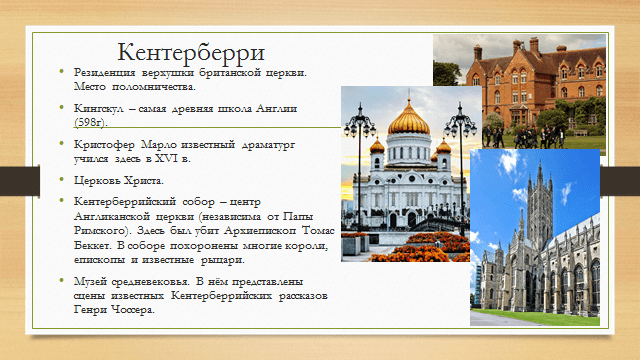 Кентерберри
Резиденция верхушки британской церкви.
Место поломничества.
Кингскул – самая древняя школа Англии
(598г).
Кристофер Марло известный драматург
учился здесь в XVI в.
Церковь Христа.
Кентерберрийский собор – центр
Англиканской церкви (независима от Папы
Римского). Здесь был убит Архиепископ Томас
Беккет. В соборе похоронены многие короли,
епископы и известные рыцари.
Музей средневековья. В нём представлены
сцены известных Кентерберрийских рассказов
Генри Чосера.